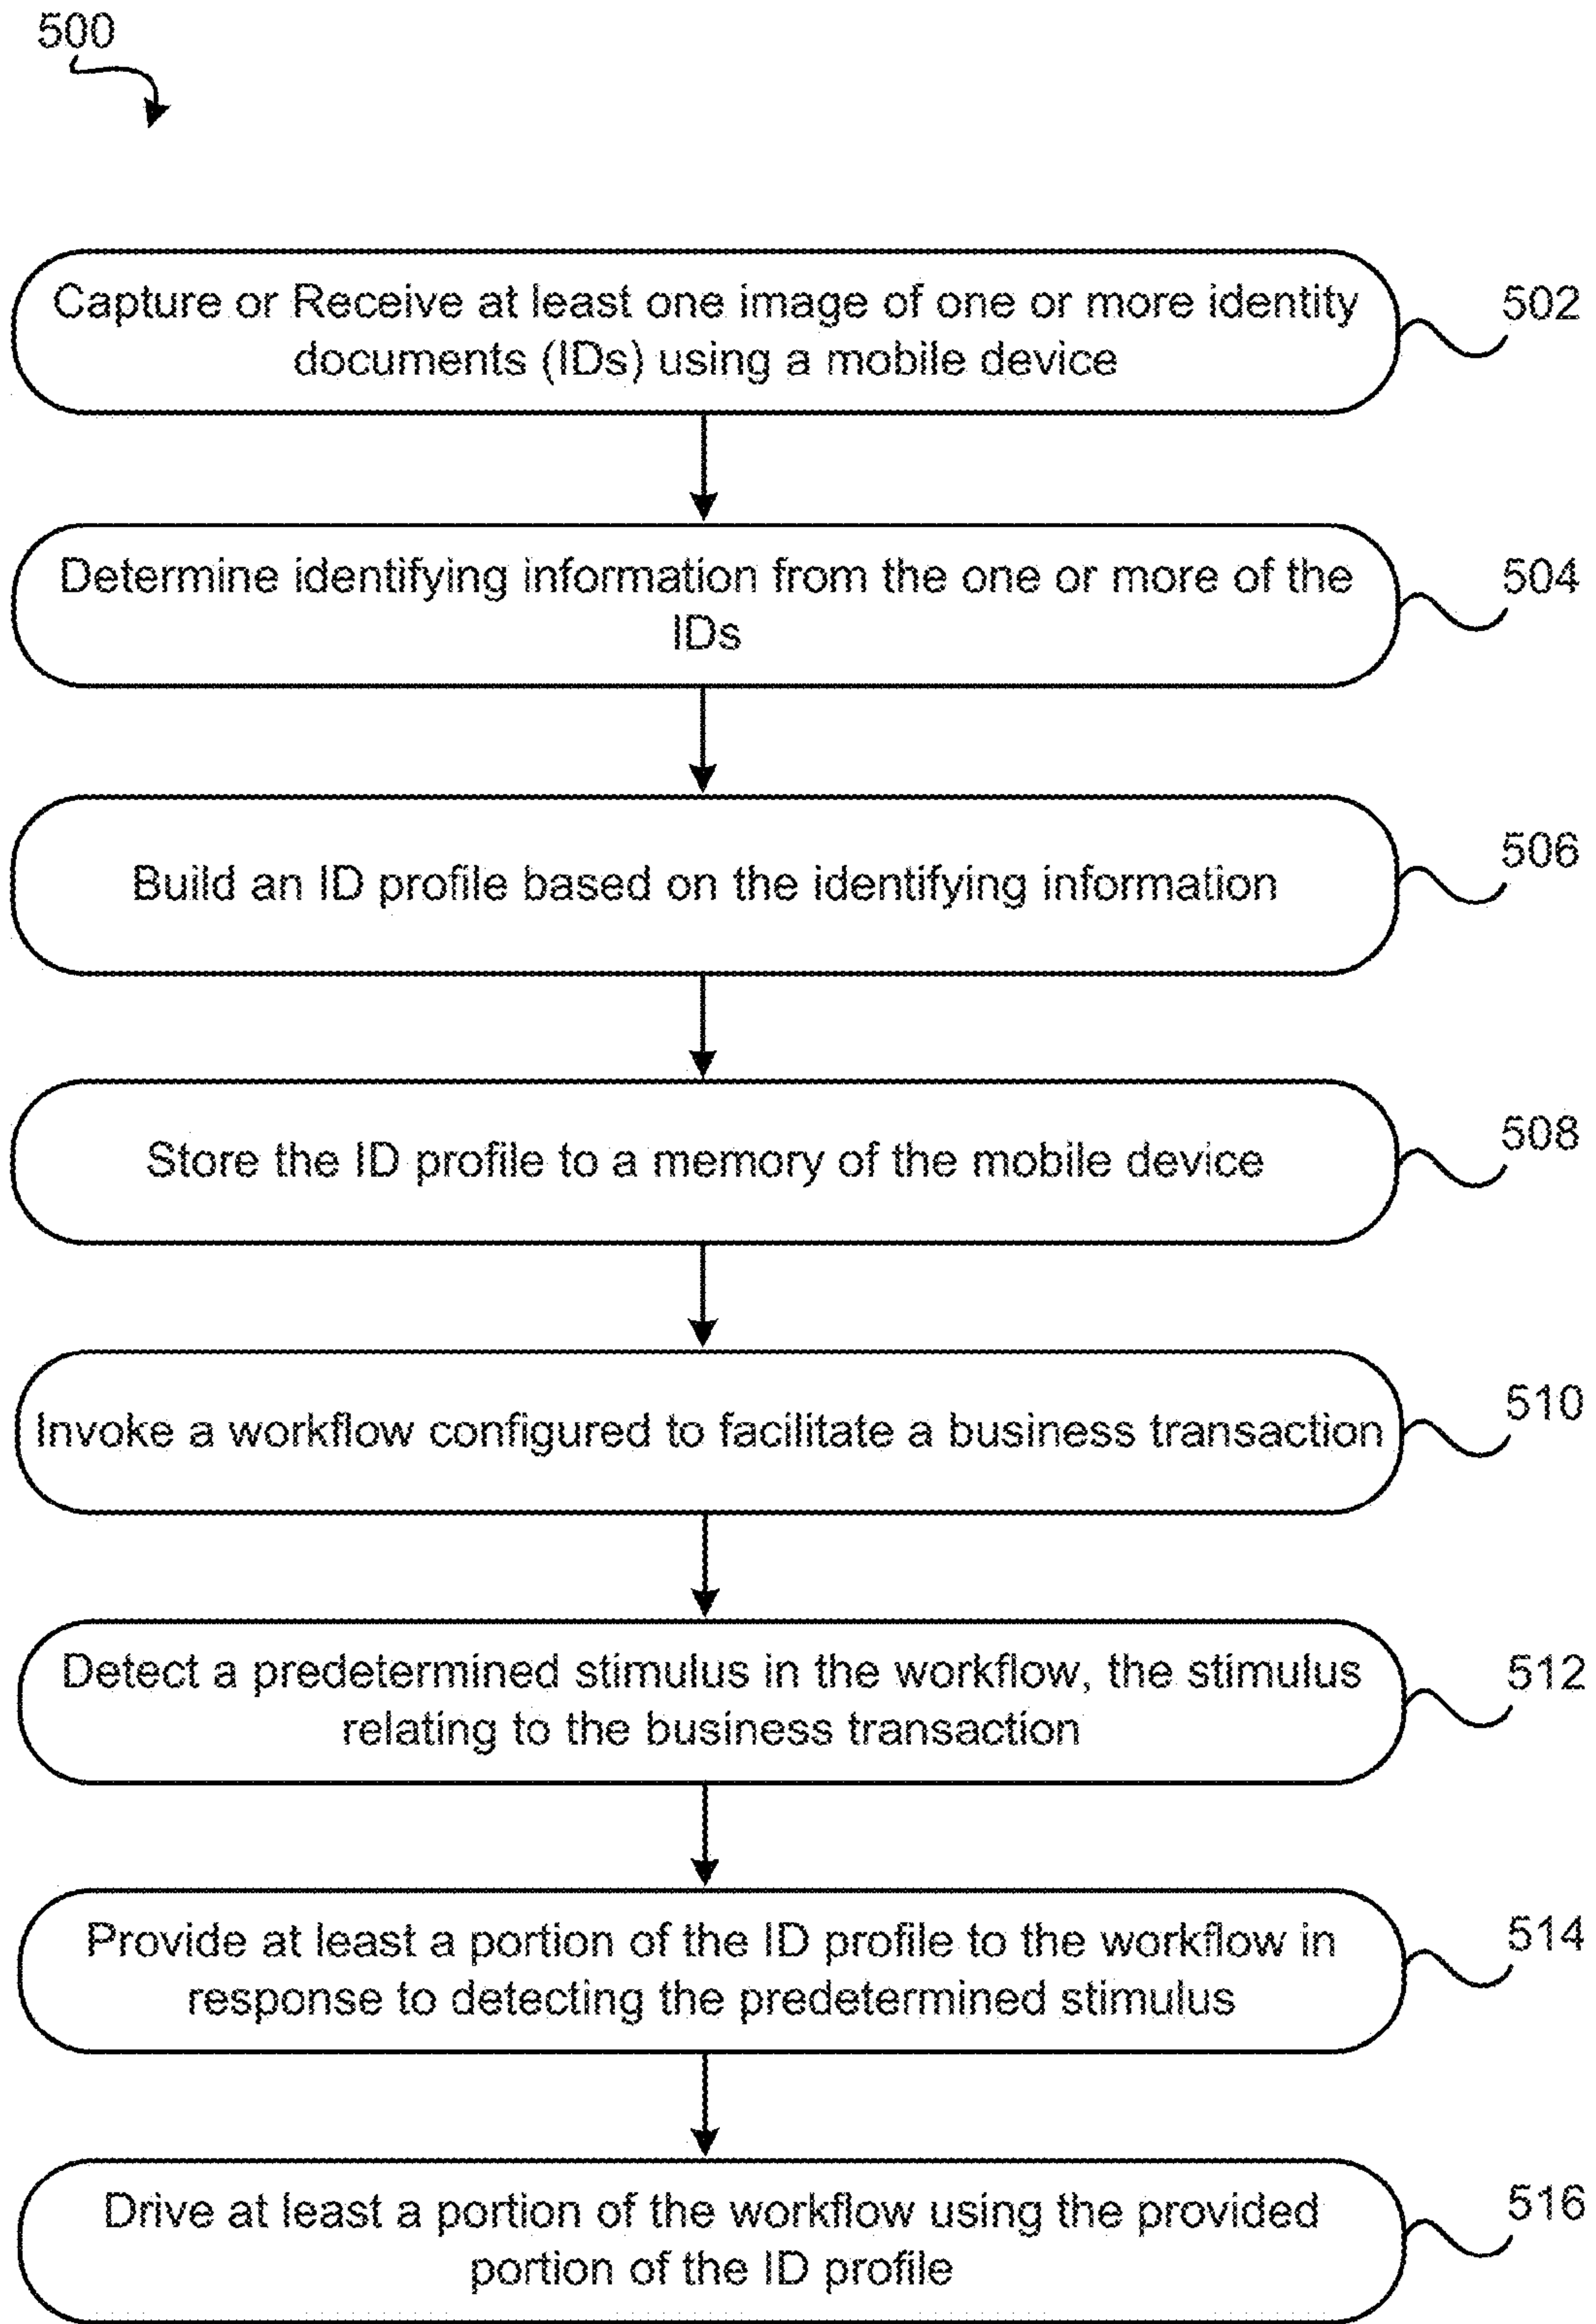 500
Capture or Receive at least one image of one or more identity
documents (IDs) using a mobile device
502
Determine identifying information from the one or more of the
IDs
504
Build an ID profile based on the identifying information
506
Store the ID profile to a memory of the mobile device
508
Invoke a workflow configured to facilitate a business transaction
510
Detect a predetermined stimulus in the workflow, the stimulus
relating to the business transaction
512
Provide at least a portion of the ID profile to the workflow in
response to detecting the predetermined stimulus
514
Drive at least a portion of the workflow using the provided
portion of the ID profile
516